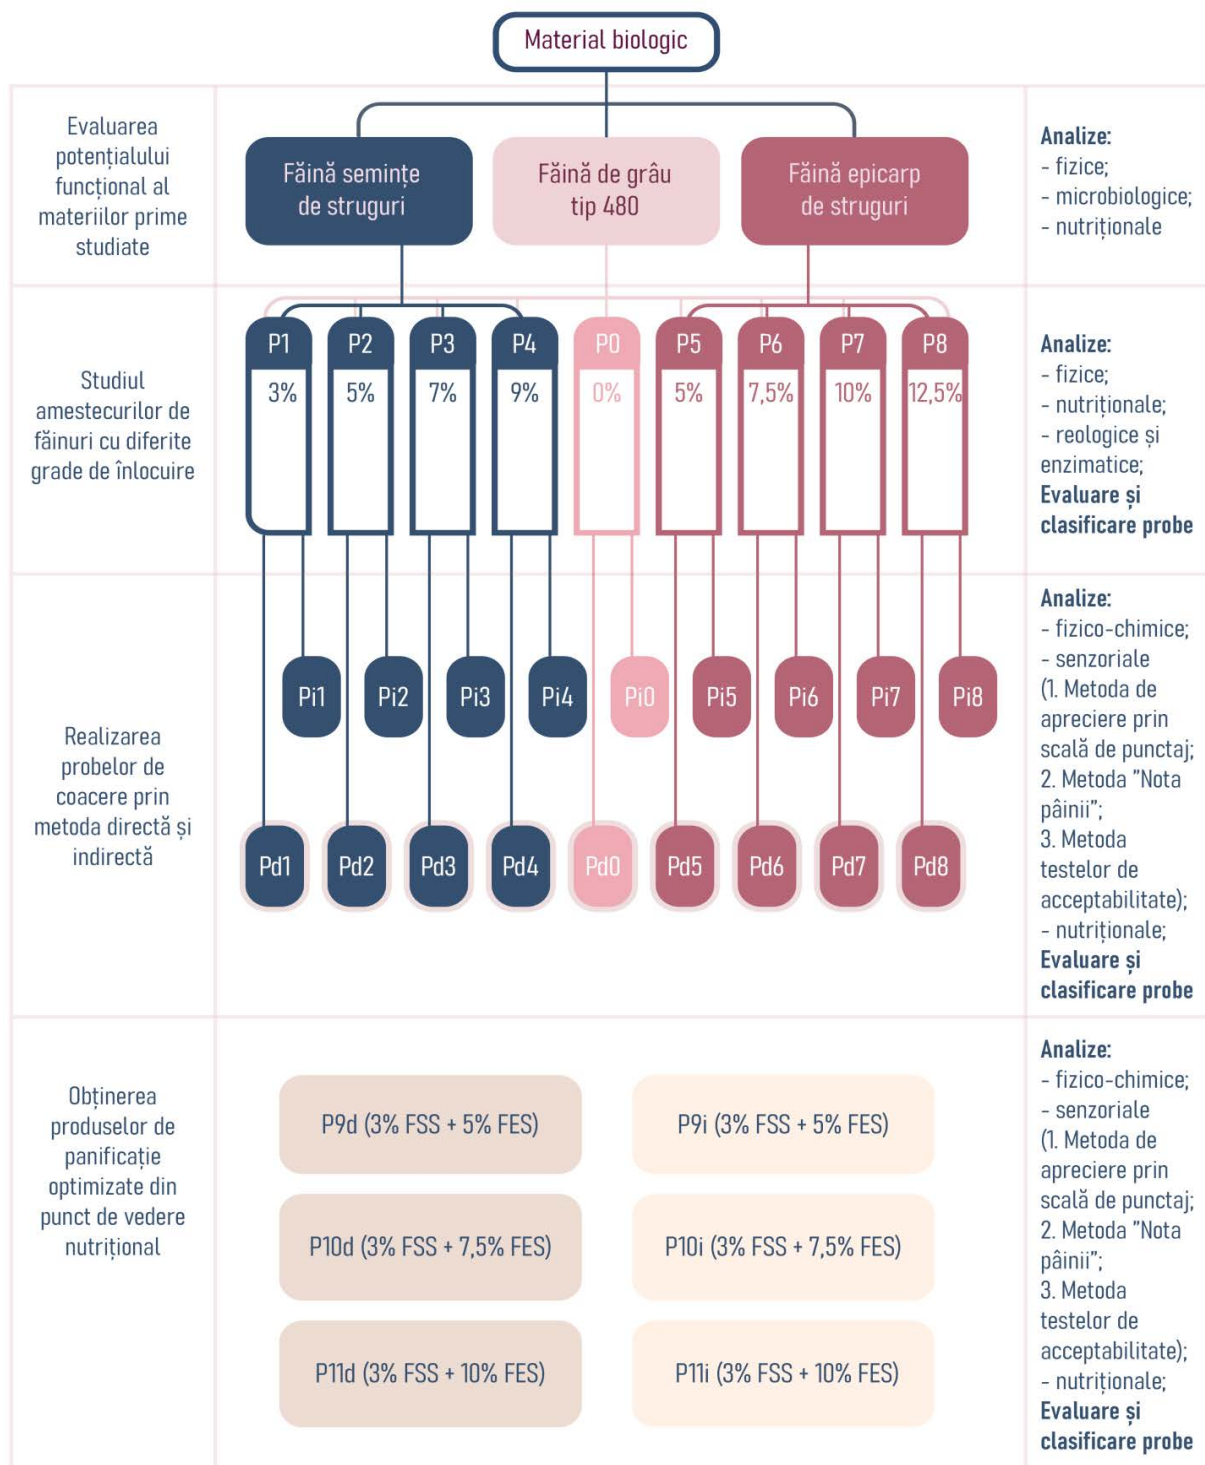 Material biologic
Evaluarea
potențialului
funcțional al
materiilor prime
studiate
Făină semințe
de struguri
Făină de grâu
tip 480
Făină epicarp
de struguri
Analize:
- fizice;
- microbiologice;
- nutriționale
Studiul
amestecurilor de
făinuri cu diferite
grade de înlocuire
P1
P2
P3
P4
P0
P5
P6
P7
P8
3%
5%
7%
9%
0%
5%
7,5%
10%
12,5%
Analize:
- fizice;
- nutriționale;
- reologice și
enzimatice;
Evaluare și
clasificare probe
Realizarea
probelor de
coacere prin
metoda directă și
indirectă
Pi1
Pi2
Pi3
Pi4
Pi0
Pi5
Pi6
Pi7
Pi8
Pd1
Pd2
Pd3
Pd4
Pd0
Pd5
Pd6
Pd7
Pd8
Analize:
- fizico-chimice;
- senzoriale
(1. Metoda de
apreciere prin
scală de punctaj;
2. Metoda ”Nota
pâinii”;
3. Metoda
testelor de
acceptabilitate);
- nutriționale;
Evaluare și
clasificare probe
Obținerea
produselor de
panificație
optimizate din
punct de vedere
nutrițional
P9d (3% FSS + 5% FES)
P9i (3% FSS + 5% FES)
P10d (3% FSS + 7,5% FES)
P10i (3% FSS + 7,5% FES)
P11d (3% FSS + 10% FES)
P11i (3% FSS + 10% FES)
Analize:
- fizico-chimice;
- senzoriale
(1. Metoda de
apreciere prin
scală de punctaj;
2. Metoda ”Nota
pâinii”;
3. Metoda
testelor de
acceptabilitate);
- nutriționale;
Evaluare și
clasificare probe